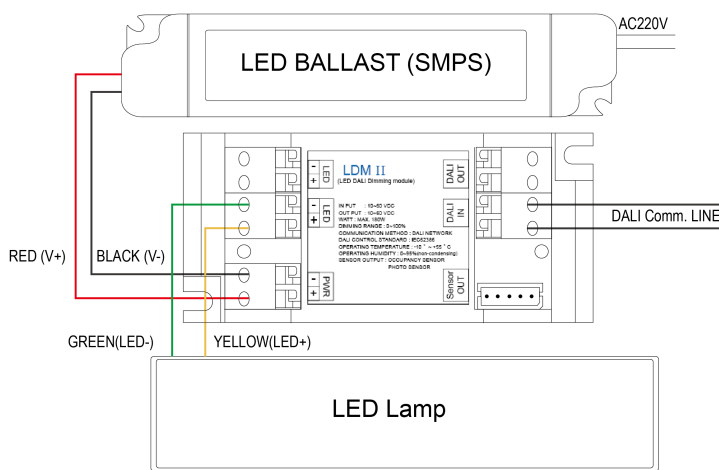 AC220V
LED BALLAST (SMPS)
- + LED
LDM II
(LED DALI Dimming module)
DALI OUT
- + LED
IN PUT : 10~60 VDC
OUT PUT : 10~60 VDC
WATT : MAX. 180W
DIMMING RANGE : 0~100%
COMMUNICATION METHOD : DALI NETWORK
DALI CONTROL STANDARD : IEC62386
OPERATING TEMPERATURE : -10 ˚ ~ +55 ˚ C
OPERATING HUMIDITY : 0~95%(non-condensing)
SENSOR OUTPUT : OCCUPANCY SENSOR
PHOTO SENSOR
DALI IN
DALI Comm. LINE
RED (V+)
BLACK (V-)
- + PWR
Sensor OUT
GREEN(LED-)
YELLOW(LED+)
LED Lamp